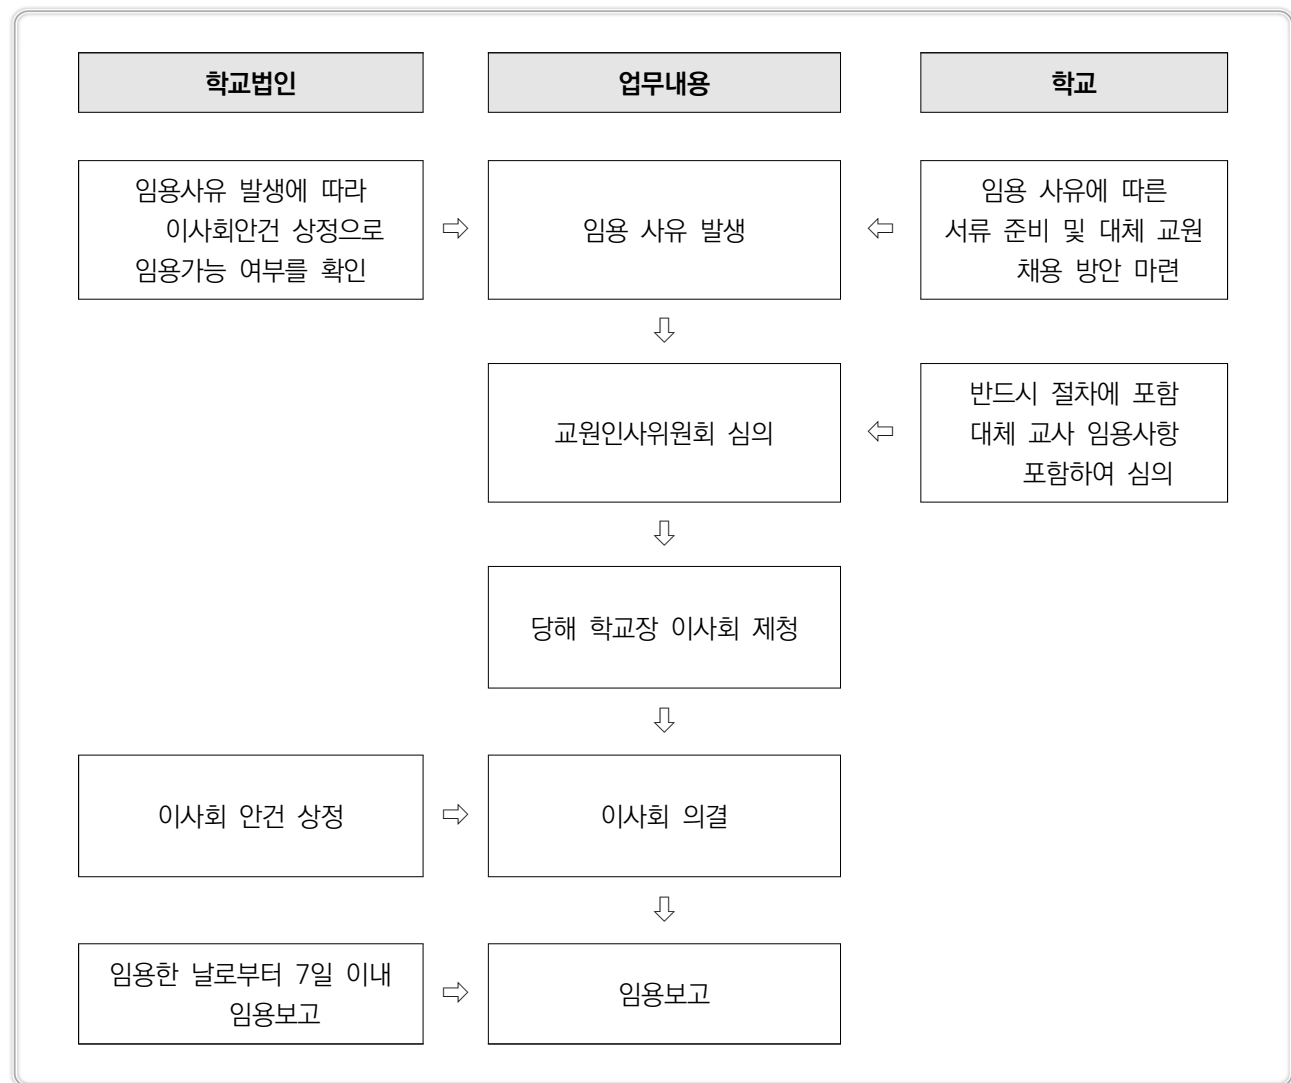 학교법인
업무내용
학교
임용사유 발생에 따라
이사회안건 상정으로
임용가능 여부를 확인
⇨
임용 사유 발생
⇦
임용 사유에 따른
서류 준비 및 대체 교원
채용 방안 마련
⇩
교원인사위원회 심의
⇦
반드시 절차에 포함
대체 교사 임용사항
포함하여 심의
⇩
당해 학교장 이사회 제청
⇩
이사회 안건 상정
⇨
이사회 의결
⇩
임용한 날로부터 7일 이내
임용보고
⇨
임용보고